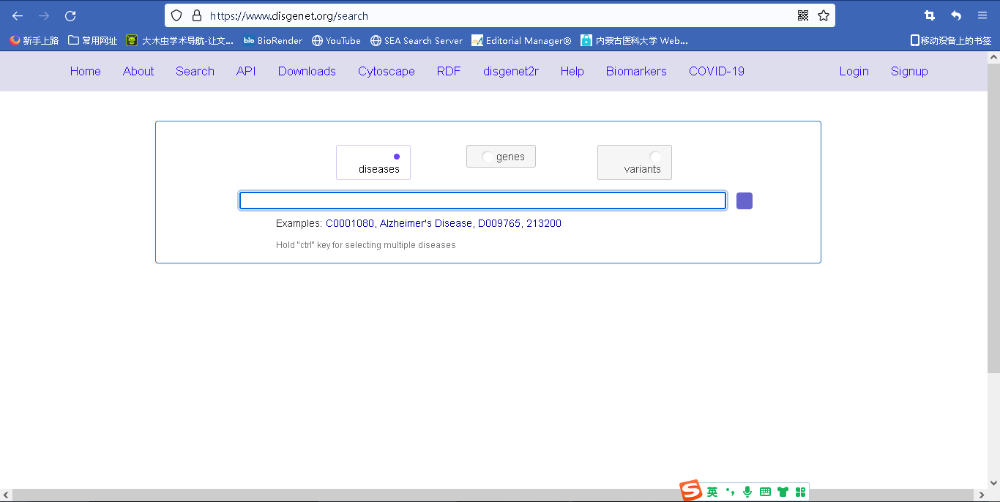 https://www.disgenet.org/search
新手上路 常用网址 大木虫学术导航-让文... bio BioRender YouTube SEA Search Server Editorial Manager® 内蒙古医科大学 Web... 移动设备上的书签
Home About Search API Downloads Cytoscape RDF disgenet2r Help Biomarkers COVID-19 Login Signup
diseases genes variants
Examples: C0001080, Alzheimer's Disease, D009765, 213200
Hold "ctrl" key for selecting multiple diseases
S 英